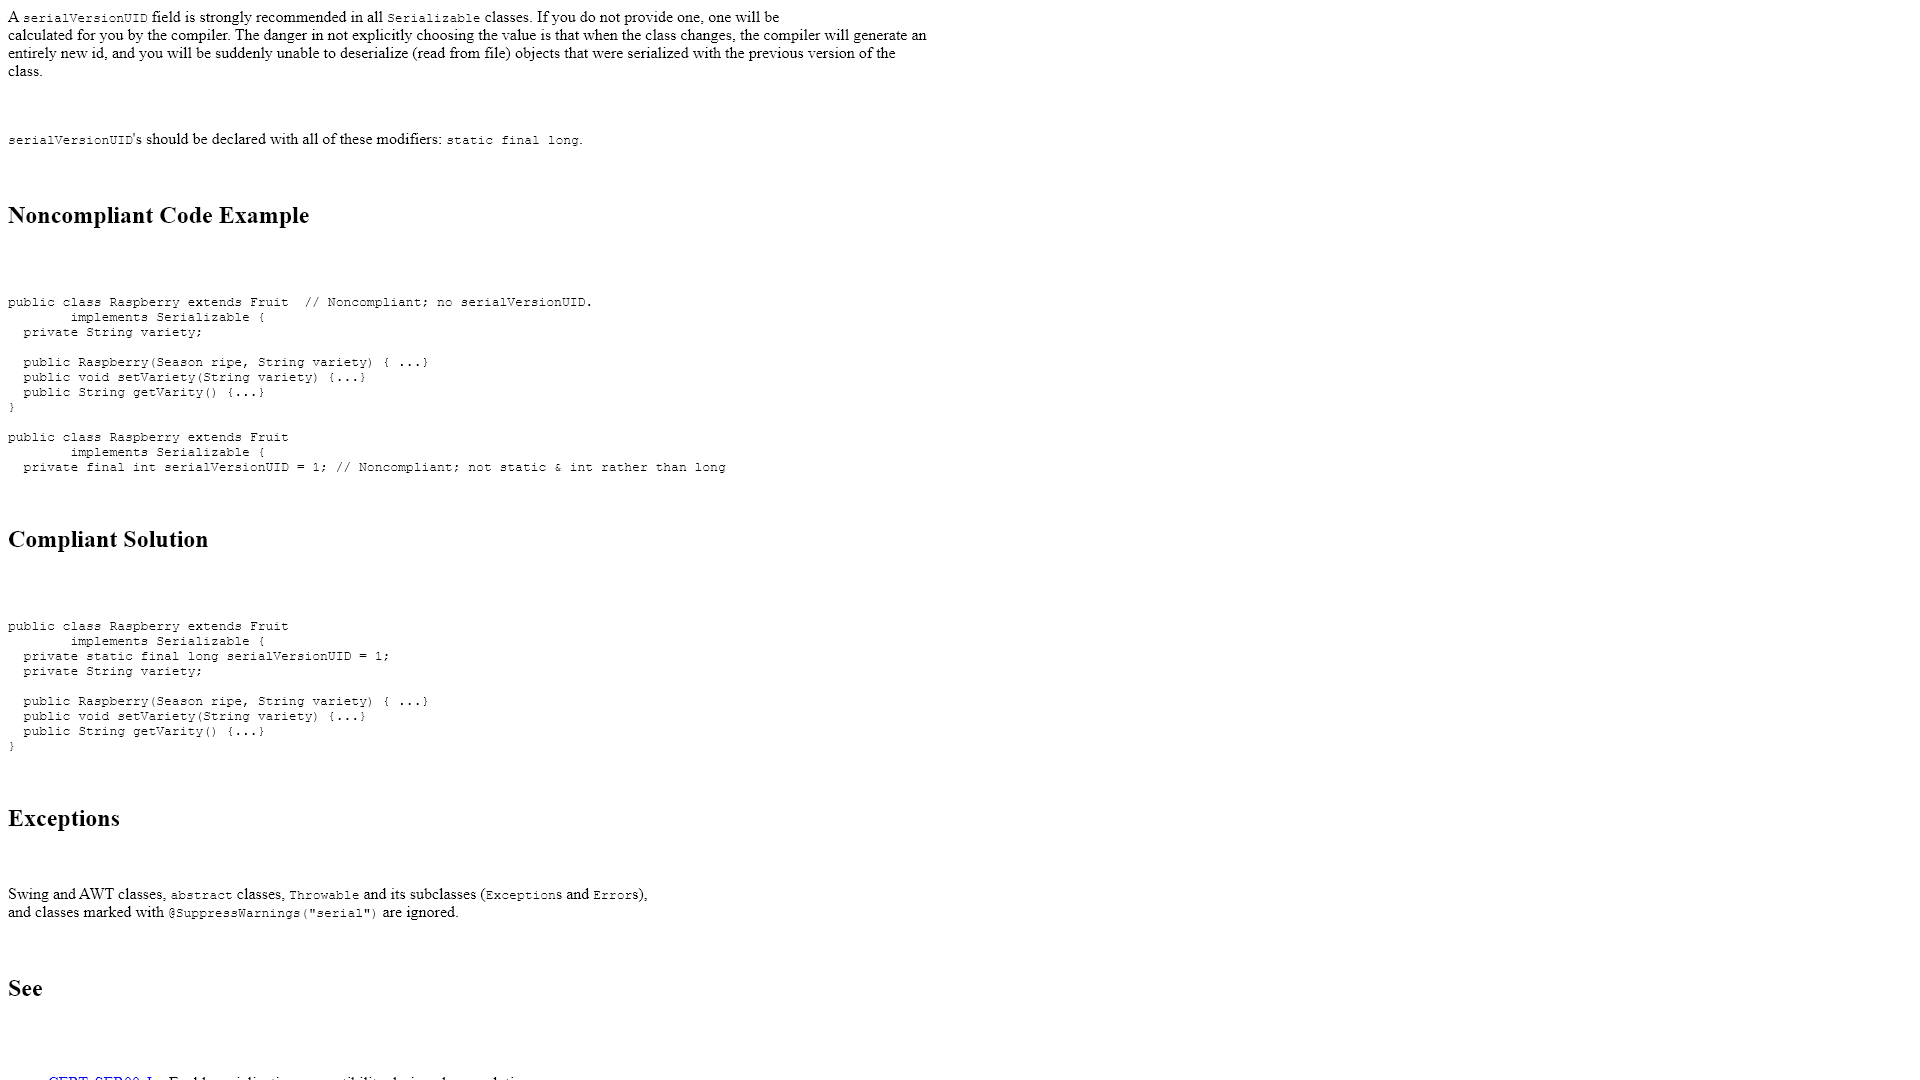 A serialVersionUID field is strongly recommended in all Serializable classes. If you do not provide one, one will be
calculated for you by the compiler. The danger in not explicitly choosing the value is that when the class changes, the compiler will generate an
entirely new id, and you will be suddenly unable to deserialize (read from file) objects that were serialized with the previous version of the
class.
serialVersionUID's should be declared with all of these modifiers: static final long.
Noncompliant Code Example
public class Raspberry extends Fruit  // Noncompliant; no serialVersionUID.
        implements Serializable {
  private String variety;
  public Raspberry(Season ripe, String variety) { ...}
  public void setVariety(String variety) {...}
  public String getVarity() {...}
}
public class Raspberry extends Fruit
        implements Serializable {
  private final int serialVersionUID = 1; // Noncompliant; not static & int rather than long
Compliant Solution
public class Raspberry extends Fruit
        implements Serializable {
  private static final long serialVersionUID = 1;
  private String variety;
  public Raspberry(Season ripe, String variety) { ...}
  public void setVariety(String variety) {...}
  public String getVarity() {...}
}
Exceptions
Swing and AWT classes, abstract classes, Throwable and its subclasses (Exceptions and Errors),
and classes marked with @SuppressWarnings("serial") are ignored.
See